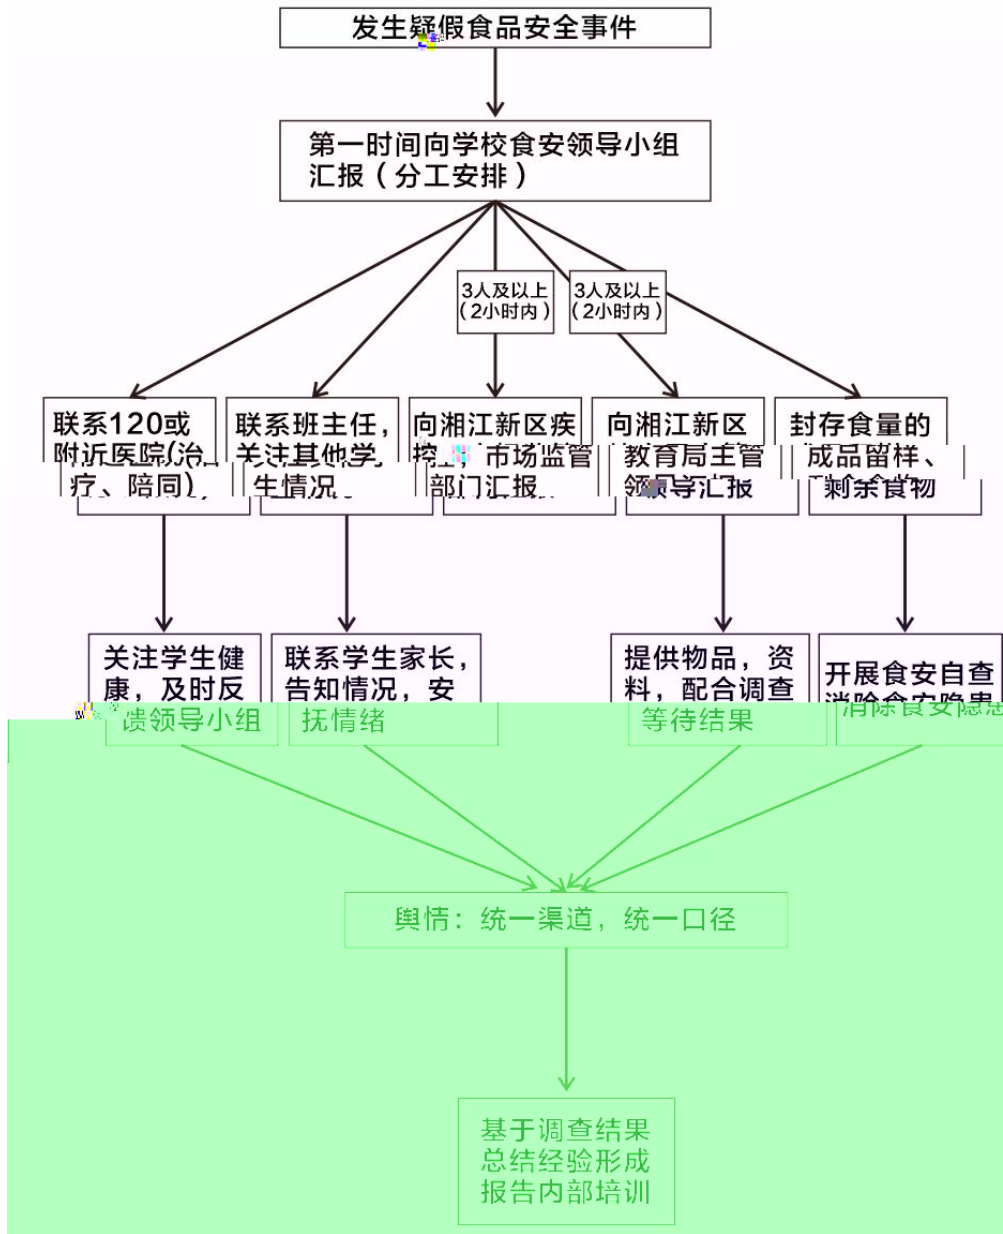 发生疑假食品安全事件
第一时间向学校食安领导小组
汇报（分工安排）
3人及以上
（2小时内）
3人及以上
（2小时内）
联系120或
附近医院(治
疗、陪同)
联系班主任，
关注其他学
生情况
向湘江新区疾
控，市场监管
部门汇报
向湘江新区
教育局主管
领导汇报
封存食量的
成品留样、
剩余食物
关注学生健
康，及时反
馈领导小组
联系学生家长，
告知情况，安
抚情绪
提供物品，资
料，配合调查
等待结果
开展食安自查
消除食安隐患
舆情：统一渠道，统一口径
基于调查结果
总结经验形成
报告内部培训